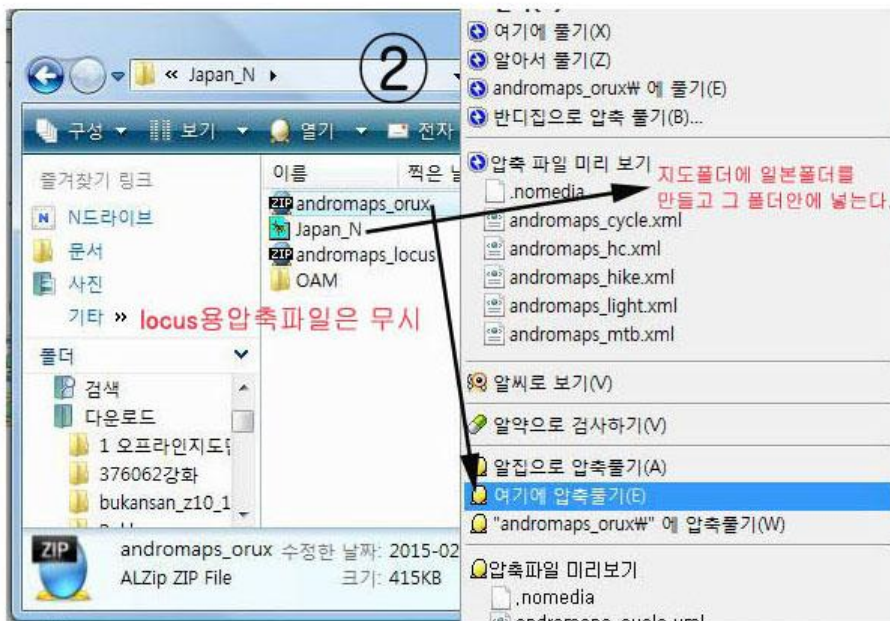 ②
« Japan_N ▸
구성 ▼ 보기 ▼ 열기 ▼ 전자
즐겨찾기 링크
N드라이브
문서
사진
기타 »
폴더
검색
다운로드
376062강화
bukansan_z10_1
이름 찍은 날
andromaps_orux
Japan_N
andromaps_locus
OAM
locus용압축파일은 무시
andromaps_orux 수정한 날짜: 2015-02
ALZip ZIP File 크기: 415KB
여기에 풀기(X)
알아서 풀기(Z)
andromaps_orux₩ 에 풀기(E)
반디집으로 압축 풀기(B)...
압축 파일 미리 보기
.nomedia
andromaps_cycle.xml
andromaps_hc.xml
andromaps_hike.xml
andromaps_light.xml
andromaps_mtb.xml
지도폴더에 일본폴더를
만들고 그 폴더안에 넣는다.
알씨로 보기(V)
알약으로 검사하기(V)
알집으로 압축풀기(A)
여기에 압축풀기(E)
"andromaps_orux₩" 에 압축풀기(W)
압축파일 미리보기
.nomedia